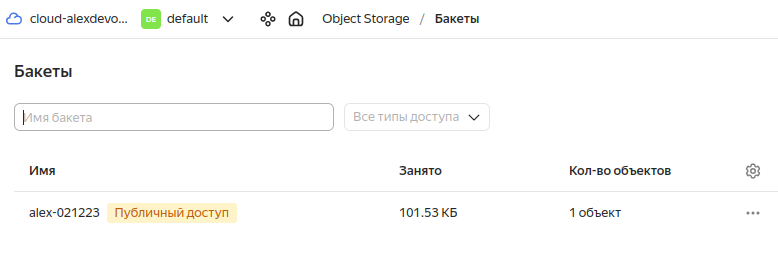 cloud-alexdevo... DE default Object Storage / Бакеты
Бакеты
Имя бакета Все типы доступа
Имя Занято Кол-во объектов
alex-021223 Публичный доступ 101.53 КБ 1 объект